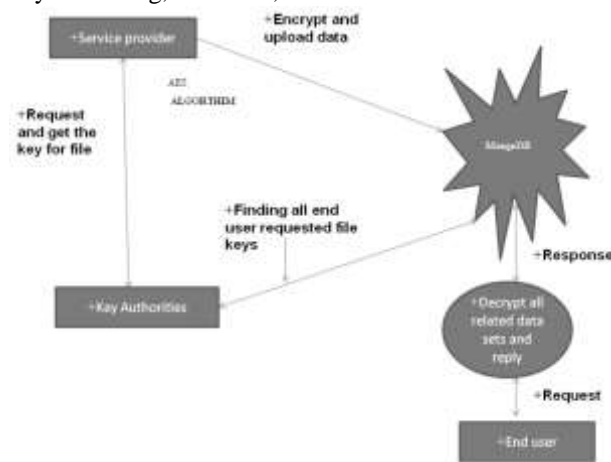 +Encrypt and
upload data
+Service provider
AES
ALGORTHEM
+Request
and get the
key for file
MongoDB
+Finding all end
user requested file
keys
+Response
+Key Authorities
+Decrypt all
related data
sets and
reply
+Request
+End user